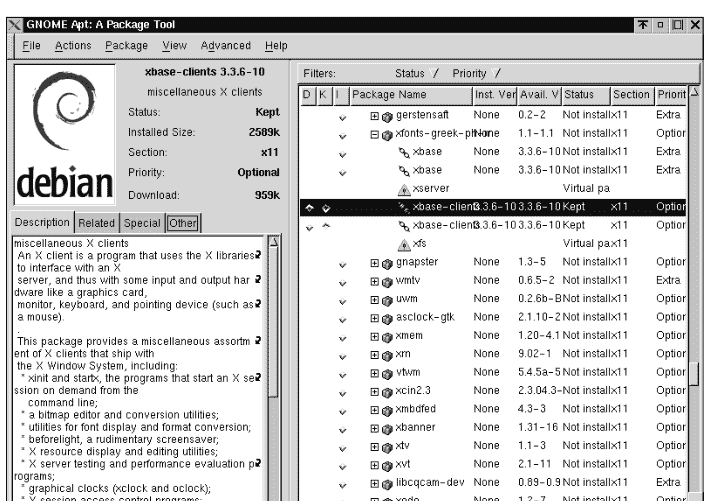 GNOME Apt: A Package Tool
File Actions Package View Advanced Help
debian
xbase-clients 3.3.6-10
miscellaneous X clients
Status: Kept
Installed Size: 2589k
Section: x11
Priority: Optional
Download: 959k
Description Related Special Other
miscellaneous X clients
An X client is a program that uses the X libraries
to interface with an X
server, and thus with some input and output har
dware like a graphics card,
monitor, keyboard, and pointing device (such as
a mouse).
.
This package provides a miscellaneous assortm
ent of X clients that ship with
the X Window System, including:
* xinit and startx, the programs that start an X se
ssion on demand from the
command line;
* a bitmap editor and conversion utilities;
* utilities for font display and format conversion;
* beforelight, a rudimentary screensaver;
* X resource display and editing utilities;
* X server testing and performance evaluation p
rograms;
* graphical clocks (xclock and oclock);
* X session access control programs;
Filters: Status / Priority /
D K I Package Name Inst. Ver Avail. V Status Section Priorit
gerstensaft None 0.2-2 Not install x11 Extra
xfonts-greek-ph None 1.1-1.1 Not install x11 Option
xbase None 3.3.6-10 Not install x11 Extra
xbase None 3.3.6-10 Not install x11 Extra
xserver Virtual pa
xbase-client 3.3.6-10 3.3.6-10 Kept x11 Option
xbase-client 3.3.6-10 3.3.6-10 Kept x11 Option
xfs Virtual pa x11
gnapster None 1.3-5 Not install x11 Option
wmtv None 0.6.5-2 Not install x11 Extra
uwm None 0.2.6b-B Not install x11 Option
asclock-gtk None 2.1.10-2 Not install x11 Option
xmem None 1.20-4.1 Not install x11 Option
xrn None 9.02-1 Not install x11 Option
vtwm None 5.4.5a-5 Not install x11 Option
xcin2.3 None 2.3.04.3- Not install x11 Option
xmbdfed None 4.3-3 Not install x11 Option
xbanner None 1.31-16 Not install x11 Option
xtv None 1.1-3 Not install x11 Option
xvt None 2.1-11 Not install x11 Option
libcqcam-dev None 0.89-0.9 Not install x11 Extra
None 1.2-7 Not install x11 Option